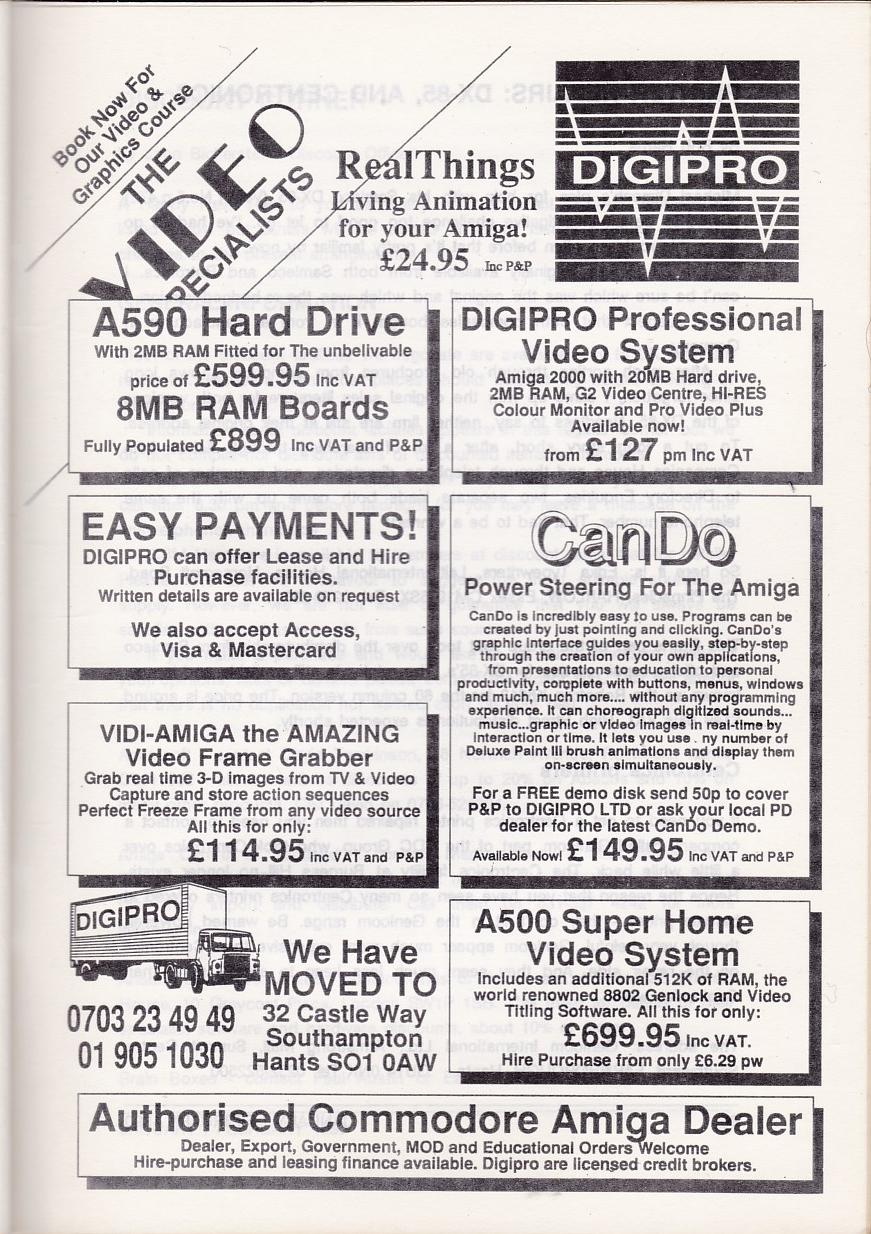 Book Now For
Our Video &
Graphics Course
THE
VIDEO
SPECIALISTS
RealThings
Living Animation
for your Amiga!
£24.95 Inc P&P
DIGIPRO
A590 Hard Drive
With 2MB RAM Fitted for The unbelivable
price of £599.95 Inc VAT
8MB RAM Boards
Fully Populated £899 Inc VAT and P&P
DIGIPRO Professional
Video System
Amiga 2000 with 20MB Hard drive,
2MB RAM, G2 Video Centre, HI-RES
Colour Monitor and Pro Video Plus
Available now!
from £127 pm Inc VAT
EASY PAYMENTS!
DIGIPRO can offer Lease and Hire
Purchase facilities.
Written details are available on request
We also accept Access,
Visa & Mastercard
CanDo
Power Steering For The Amiga
CanDo is incredibly easy to use. Programs can be
created by just pointing and clicking. CanDo's
graphic interface guides you easily, step-by-step
through the creation of your own applications,
from presentations to education to personal
productivity, complete with buttons, menus, windows
and much, much more.... without any programming
experience. It can choreograph digitized sounds...
music...graphic or video images in real-time by
interaction or time. It lets you use . ny number of
Deluxe Paint III brush animations and display them
on-screen simultaneously.
For a FREE demo disk send 50p to cover
P&P to DIGIPRO LTD or ask your local PD
dealer for the latest CanDo Demo.
Available Now! £149.95 Inc VAT and P&P
VIDI-AMIGA the AMAZING
Video Frame Grabber
Grab real time 3-D images from TV & Video
Capture and store action sequences
Perfect Freeze Frame from any video source
All this for only:
£114.95 Inc VAT and P&P
DIGIPRO
We Have
MOVED TO
32 Castle Way
Southampton
Hants SO1 0AW
0703 23 49 49
01 905 1030
A500 Super Home
Video System
Includes an additional 512K of RAM, the
world renowned 8802 Genlock and Video
Titling Software. All this for only:
£699.95 Inc VAT.
Hire Purchase from only £6.29 pw
Authorised Commodore Amiga Dealer
Dealer, Export, Government, MOD and Educational Orders Welcome
Hire-purchase and leasing finance available. Digipro are licensed credit brokers.